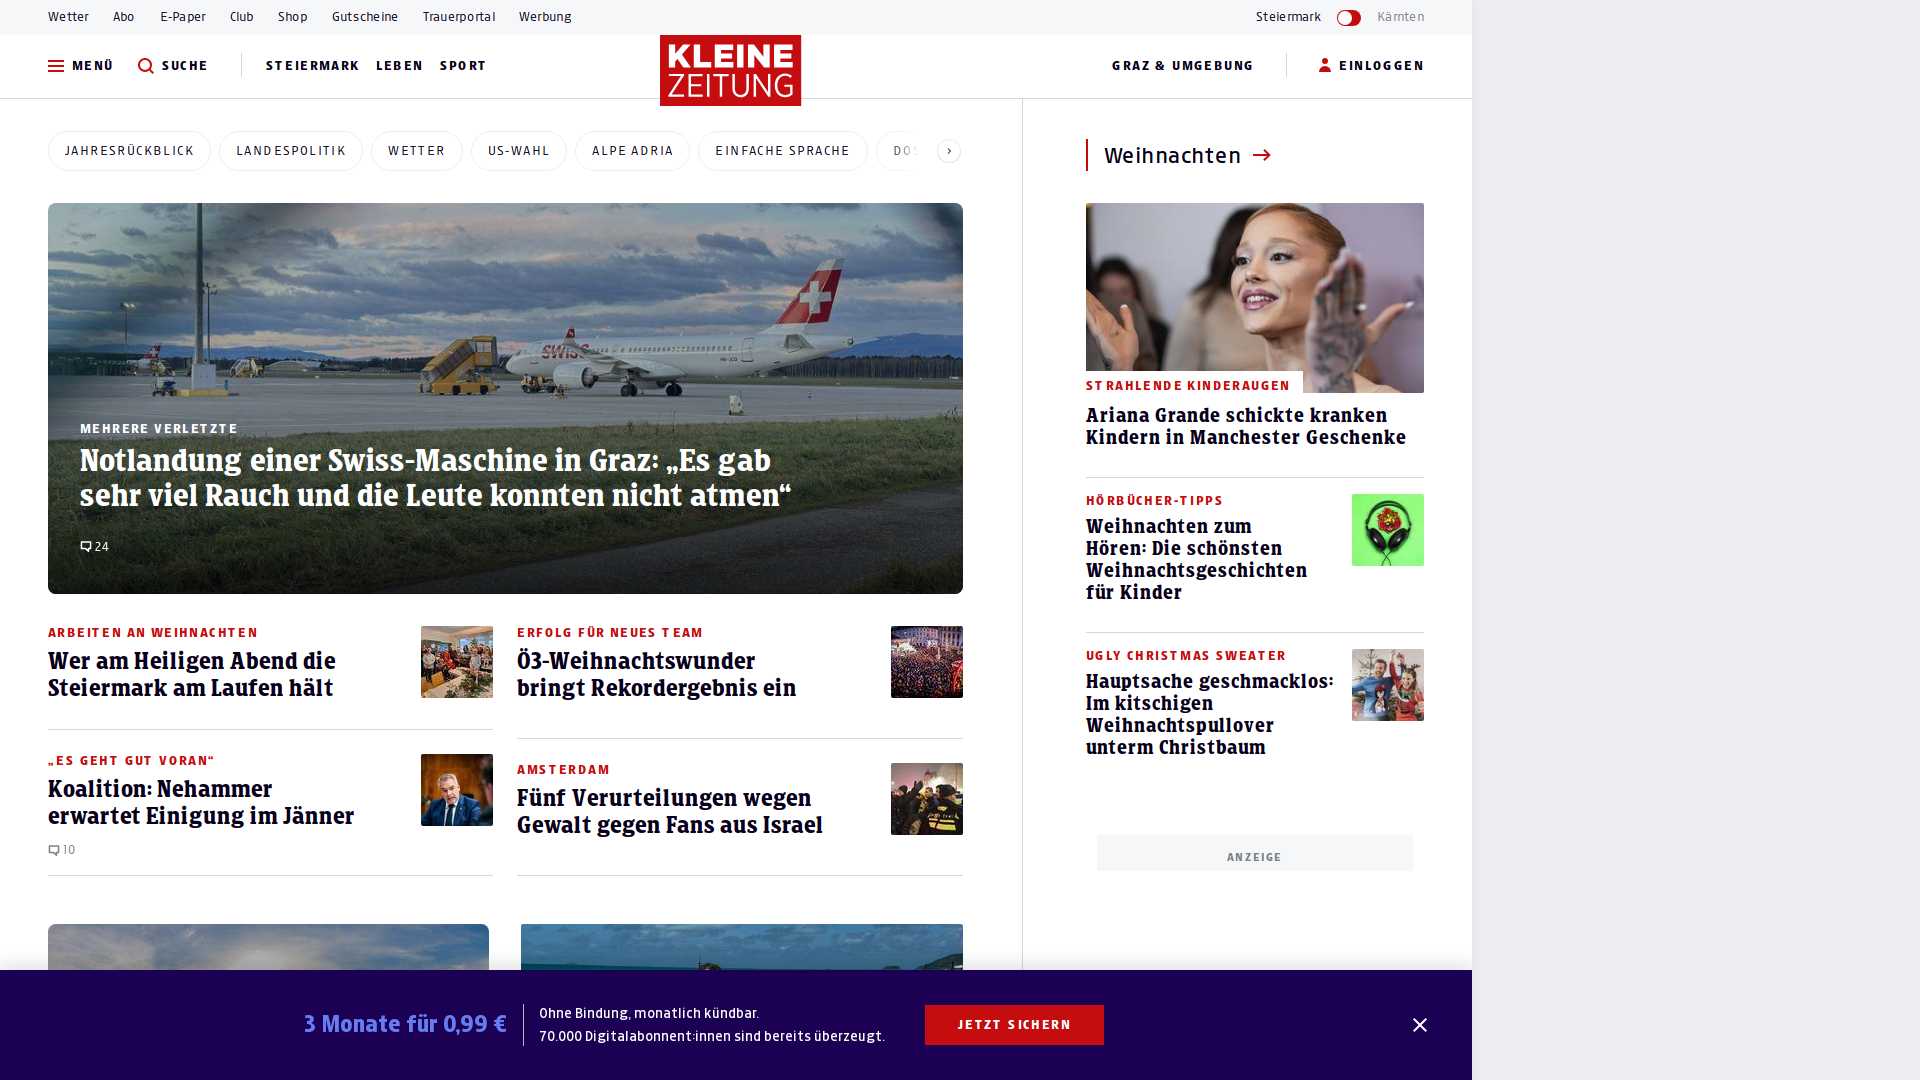 Wetter Abo E-Paper Club Shop Gutscheine Trauerportal Werbung Steiermark Kärnten
MENÜ SUCHE STEIERMARK LEBEN SPORT KLEINE ZEITUNG GRAZ & UMGEBUNG EINLOGGEN
JAHRESRÜCKBLICK LANDESPOLITIK WETTER US-WAHL ALPE ADRIA EINFACHE SPRACHE
MEHRERE VERLETZTE
Notlandung einer Swiss-Maschine in Graz: „Es gab
sehr viel Rauch und die Leute konnten nicht atmen“
24
ARBEITEN AN WEIHNACHTEN
Wer am Heiligen Abend die
Steiermark am Laufen hält
„ES GEHT GUT VORAN“
Koalition: Nehammer
erwartet Einigung im Jänner
10
ERFOLG FÜR NEUES TEAM
Ö3-Weihnachtswunder
bringt Rekordergebnis ein
AMSTERDAM
Fünf Verurteilungen wegen
Gewalt gegen Fans aus Israel
Weihnachten
STRAHLENDE KINDERAUGEN
Ariana Grande schickte kranken
Kindern in Manchester Geschenke
HÖRBÜCHER-TIPPS
Weihnachten zum
Hören: Die schönsten
Weihnachtsgeschichten
für Kinder
UGLY CHRISTMAS SWEATER
Hauptsache geschmacklos:
Im kitschigen
Weihnachtspullover
unterm Christbaum
ANZEIGE
3 Monate für 0,99 €
Ohne Bindung, monatlich kündbar.
70.000 Digitalabonnent:innen sind bereits überzeugt.
JETZT SICHERN